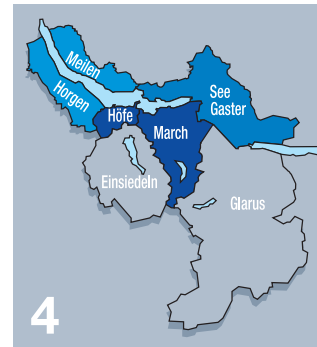 Meilen
Horgen
See
Gaster
Höfe
March
Einsiedeln
Glarus
4